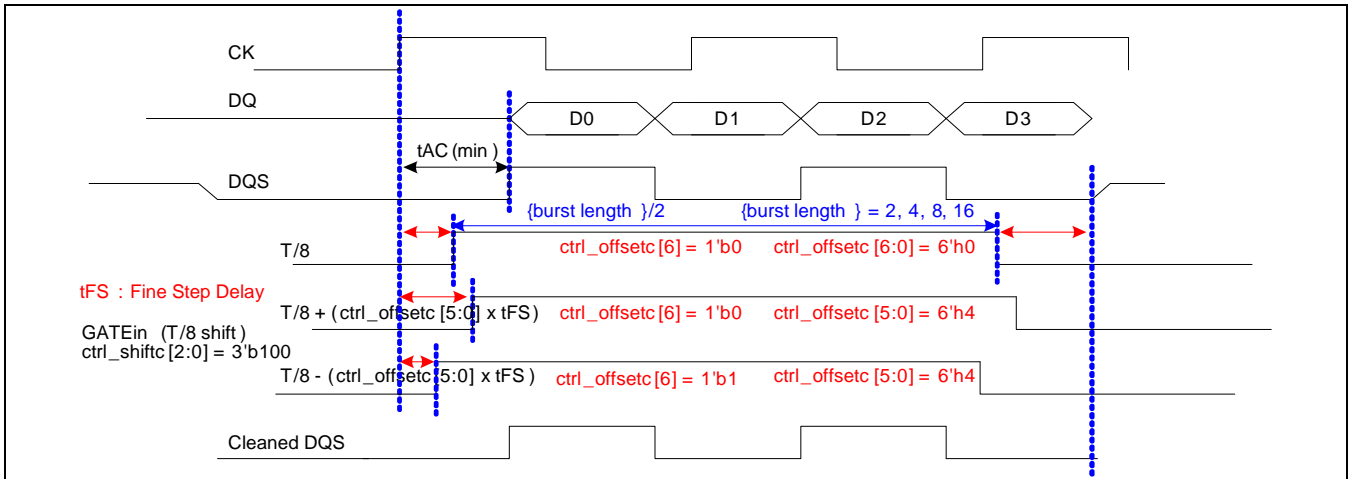 CK
DQ
D0 D1 D2 D3
tAC (min )
DQS
{burst length }/2 {burst length } = 2, 4, 8, 16
T/8 ctrl_offsetc [6] = 1'b0 ctrl_offsetc [6:0] = 6'h0
tFS : Fine Step Delay
T/8 + (ctrl_offsetc [5:0] x tFS ) ctrl_offsetc [6] = 1'b0 ctrl_offsetc [5:0] = 6'h4
GATEin (T/8 shift )
ctrl_shiftc [2:0] = 3'b100
T/8 - (ctrl_offsetc [5:0] x tFS ) ctrl_offsetc [6] = 1'b1 ctrl_offsetc [5:0] = 6'h4
Cleaned DQS